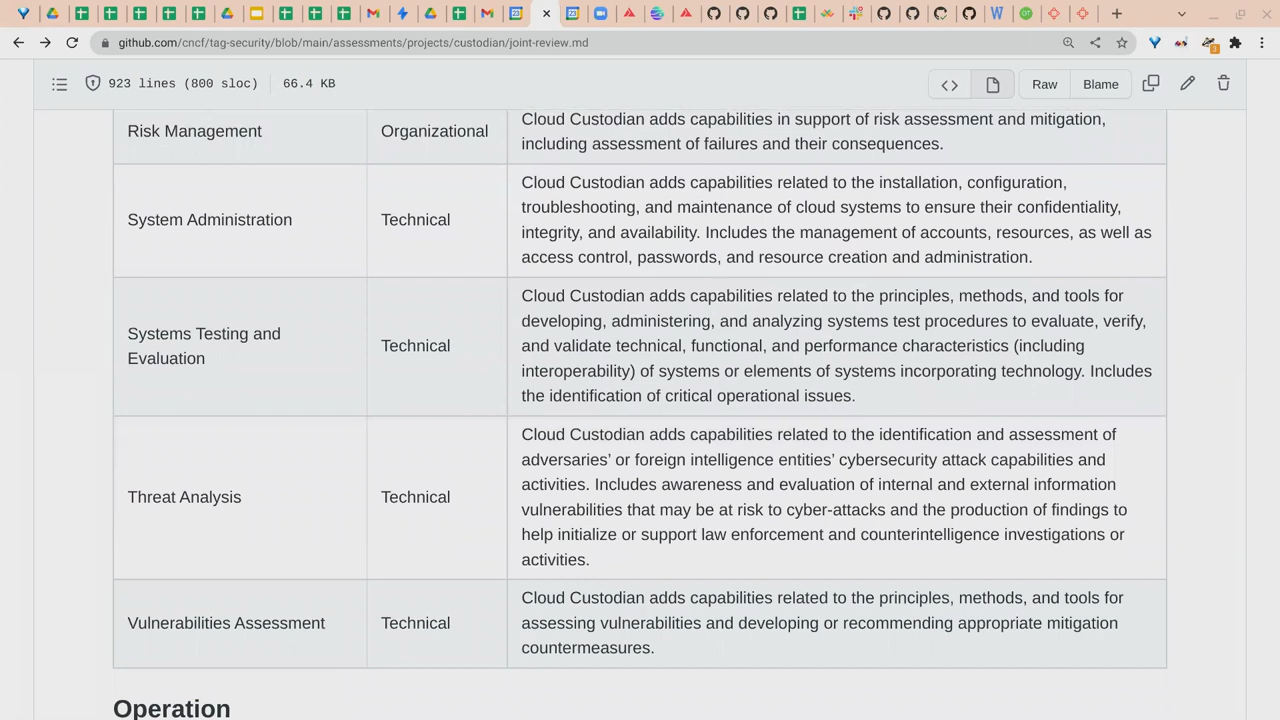 github.com/cncf/tag-security/blob/main/assessments/projects/custodian/joint-review.md
923 lines (800 sloc) 66.4 KB
Raw Blame
Risk Management
Organizational
Cloud Custodian adds capabilities in support of risk assessment and mitigation,
including assessment of failures and their consequences.
System Administration
Technical
Cloud Custodian adds capabilities related to the installation, configuration,
troubleshooting, and maintenance of cloud systems to ensure their confidentiality,
integrity, and availability. Includes the management of accounts, resources, as well as
access control, passwords, and resource creation and administration.
Systems Testing and
Evaluation
Technical
Cloud Custodian adds capabilities related to the principles, methods, and tools for
developing, administering, and analyzing systems test procedures to evaluate, verify,
and validate technical, functional, and performance characteristics (including
interoperability) of systems or elements of systems incorporating technology. Includes
the identification of critical operational issues.
Threat Analysis
Technical
Cloud Custodian adds capabilities related to the identification and assessment of
adversaries’ or foreign intelligence entities’ cybersecurity attack capabilities and
activities. Includes awareness and evaluation of internal and external information
vulnerabilities that may be at risk to cyber-attacks and the production of findings to
help initialize or support law enforcement and counterintelligence investigations or
activities.
Vulnerabilities Assessment
Technical
Cloud Custodian adds capabilities related to the principles, methods, and tools for
assessing vulnerabilities and developing or recommending appropriate mitigation
countermeasures.
Operation